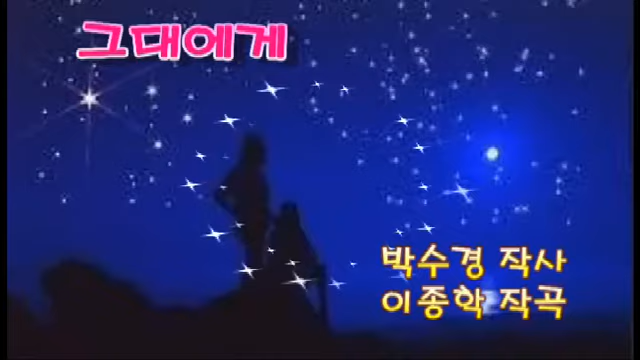 그대에게
박수경 작사
이종학 작곡